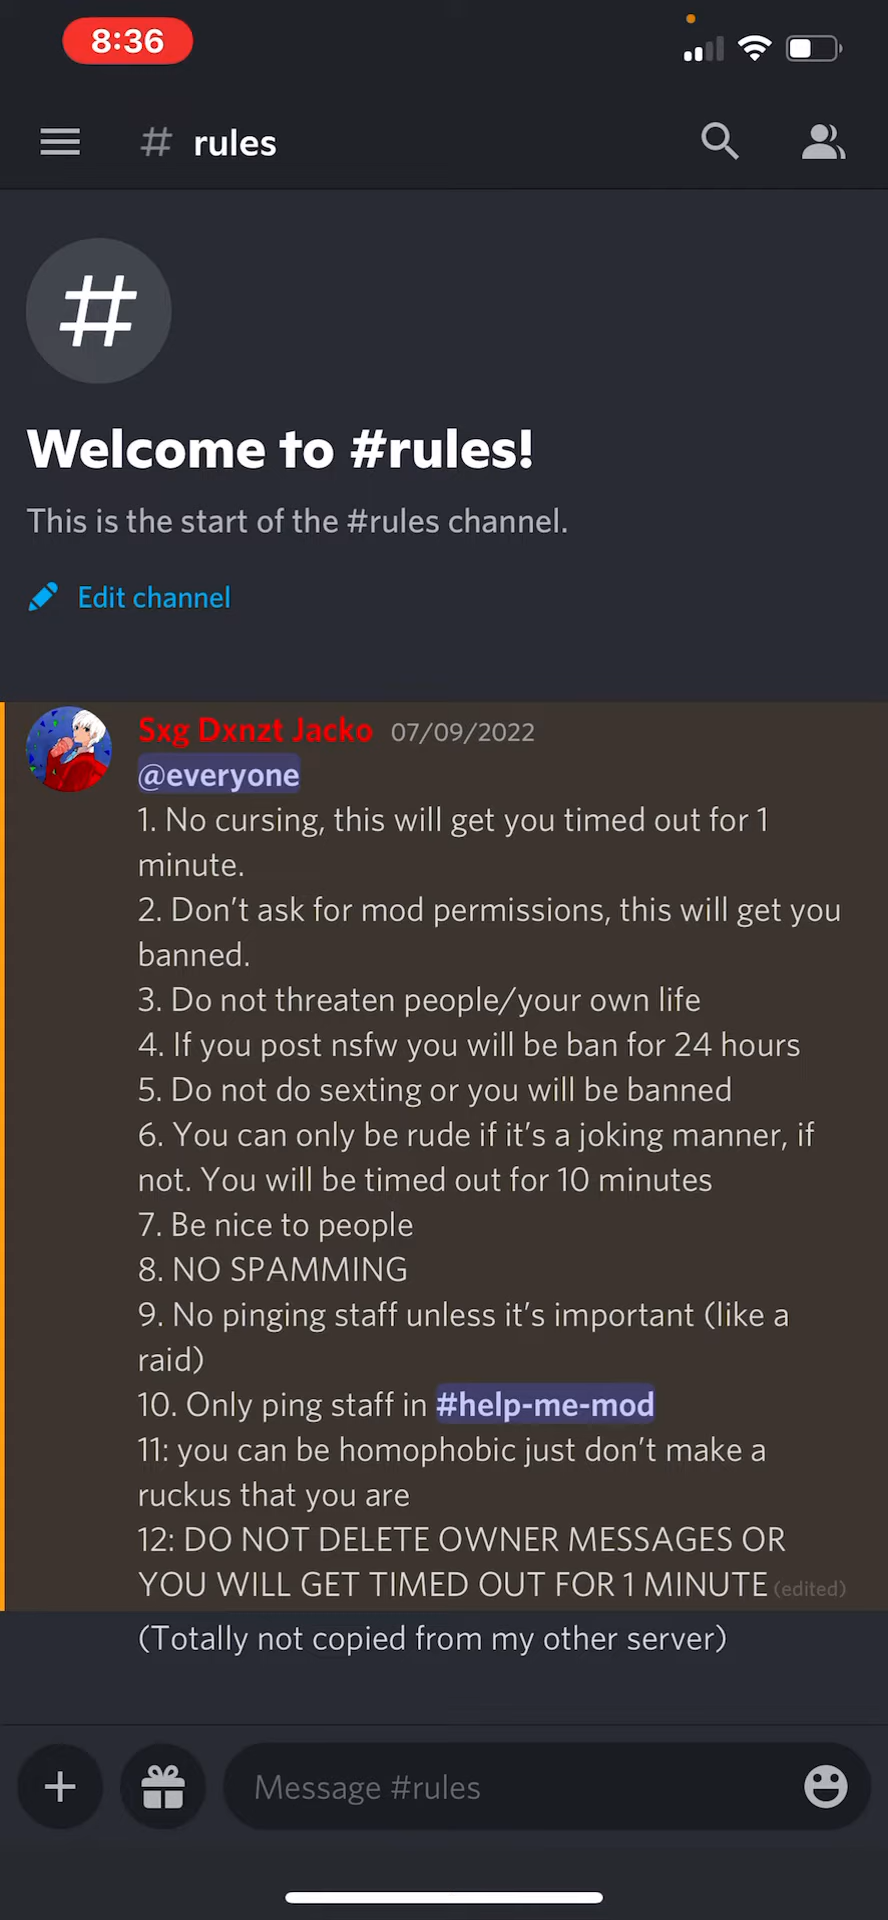 8:36
# rules
#
Welcome to #rules!
This is the start of the #rules channel.
Edit channel
Sxg Dxnzt Jacko 07/09/2022
@everyone
1. No cursing, this will get you timed out for 1
minute.
2. Don't ask for mod permissions, this will get you
banned.
3. Do not threaten people/your own life
4. If you post nsfw you will be ban for 24 hours
5. Do not do sexting or you will be banned
6. You can only be rude if it's a joking manner, if
not. You will be timed out for 10 minutes
7. Be nice to people
8. NO SPAMMING
9. No pinging staff unless it's important (like a
raid)
10. Only ping staff in #help-me-mod
11: you can be homophobic just don't make a
ruckus that you are
12: DO NOT DELETE OWNER MESSAGES OR
YOU WILL GET TIMED OUT FOR 1 MINUTE (edited)
(Totally not copied from my other server)
Message #rules